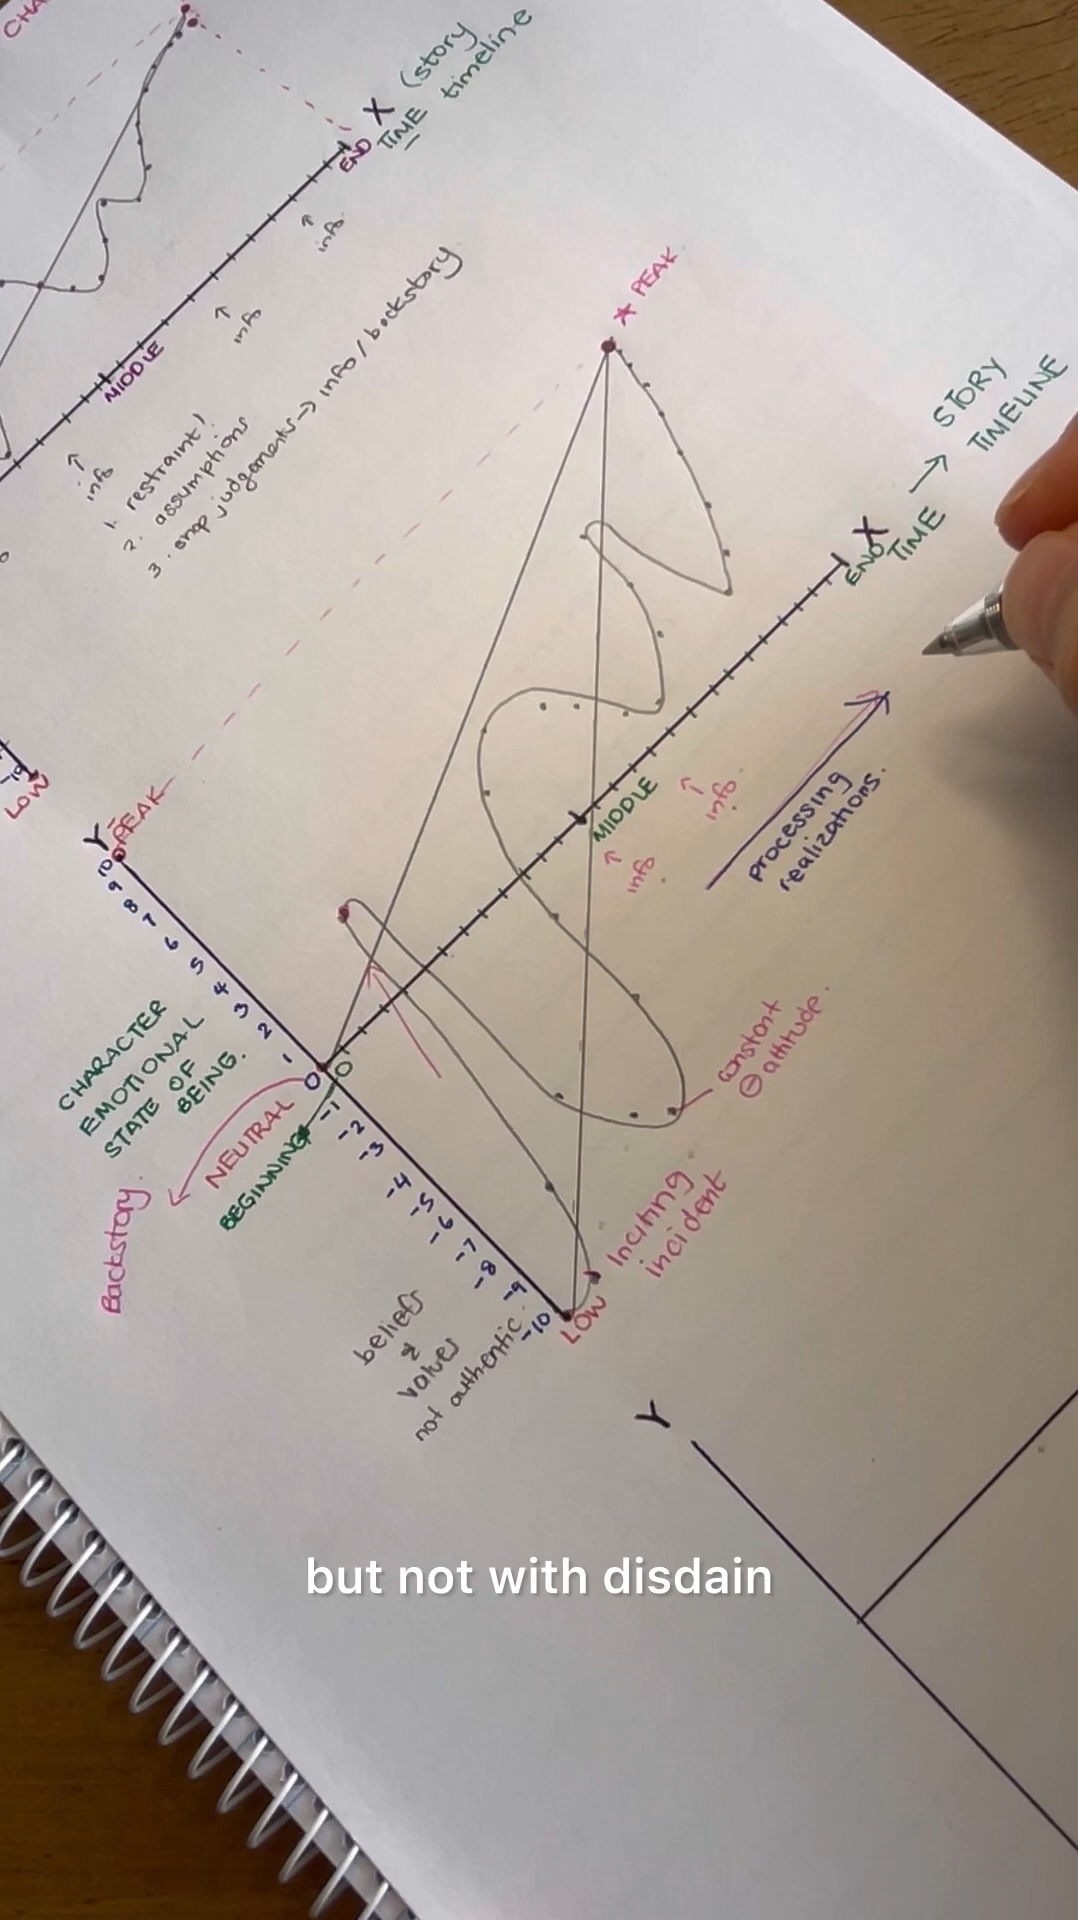 CHA
X
TIME
(story
timeline
END
↑
info
↑
info
MIDDLE
↑
info
1. restraint!
2. assumptions
3. snap judgements → info / backstory
-10
LOW
★ PEAK
STORY
TIMELINE
X
TIME →
END
MIDDLE
↑
info
↑
info
processing
realizations.
Y
PEAK
10
9
8
7
6
5
4
3
2
1
0
0
-1
-2
-3
-4
-5
-6
-7
-8
-9
-10
LOW
CHARACTER
EMOTIONAL
STATE OF
BEING.
NEUTRAL
BEGINNING
Backstory.
constant
⊖ attitude.
Inciting
incident
beliefs
&
values
not authentic.
Y
but not with disdain